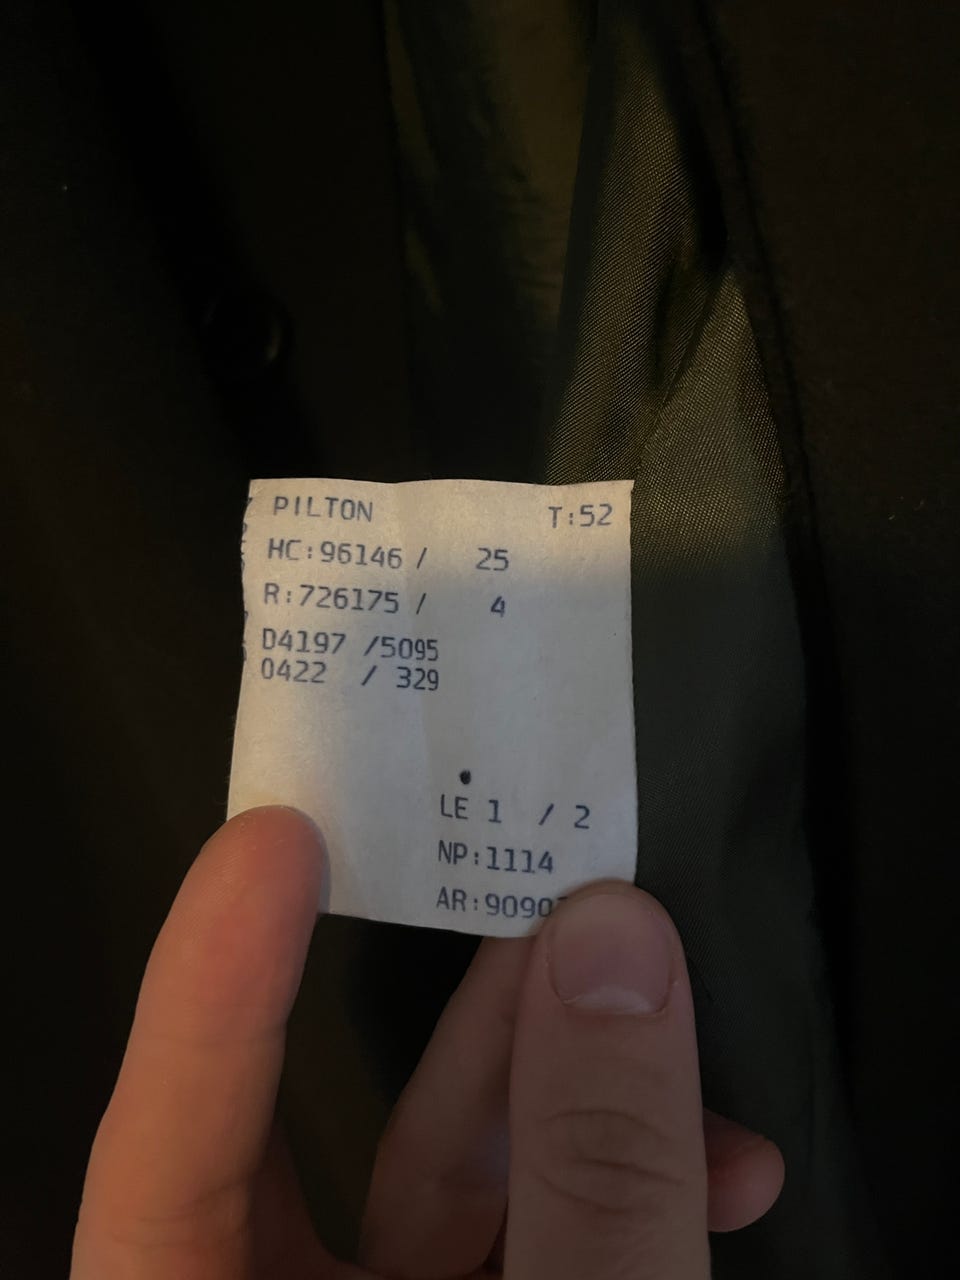 PILTON T:52
HC:96146 / 25
R:726175 / 4
D4197 /5095
0422 / 329
LE 1 / 2
NP:1114